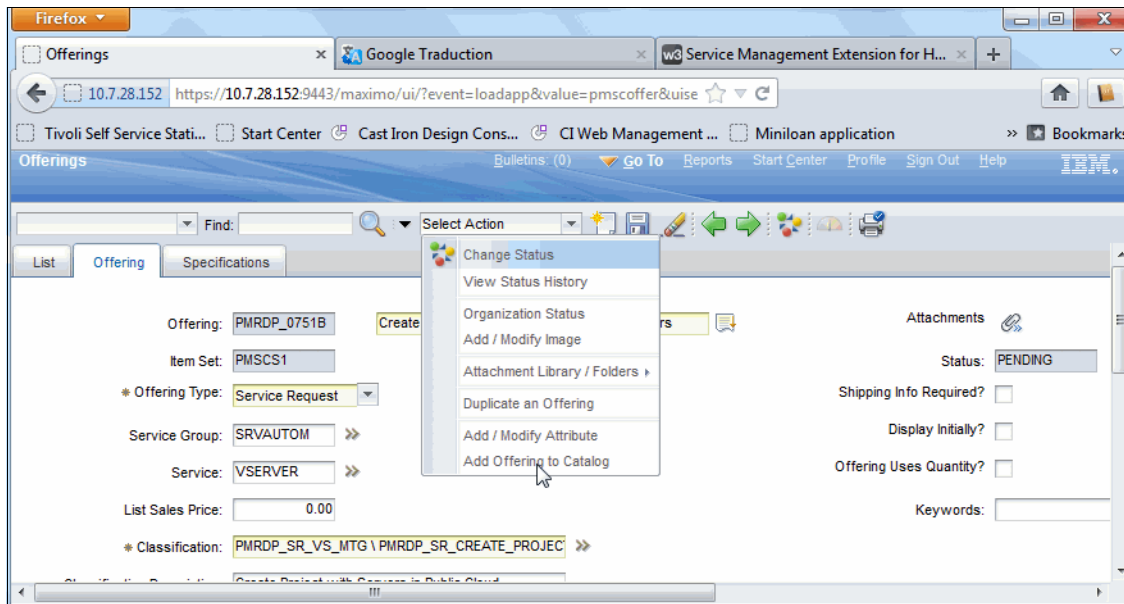 Firefox
Offerings
Google Traduction
Service Management Extension for H...
10.7.28.152 https://10.7.28.152:9443/maximo/ui/?event=loadapp&value=pmscoffer&uise
Tivoli Self Service Stati... Start Center Cast Iron Design Cons... CI Web Management ... Miniloan application » Bookmarks
Offerings Bulletins: (0) Go To Reports Start Center Profile Sign Out Help IBM.
Find: Select Action
List Offering Specifications
Change Status
View Status History
Organization Status
Add / Modify Image
Attachment Library / Folders
Duplicate an Offering
Add / Modify Attribute
Add Offering to Catalog
Offering: PMRDP_0751B Create rs Attachments
Item Set: PMSCS1 Status: PENDING
* Offering Type: Service Request Shipping Info Required?
Service Group: SRVAUTOM Display Initially?
Service: VSERVER Offering Uses Quantity?
List Sales Price: 0.00 Keywords:
* Classification: PMRDP_SR_VS_MTG \ PMRDP_SR_CREATE_PROJEC